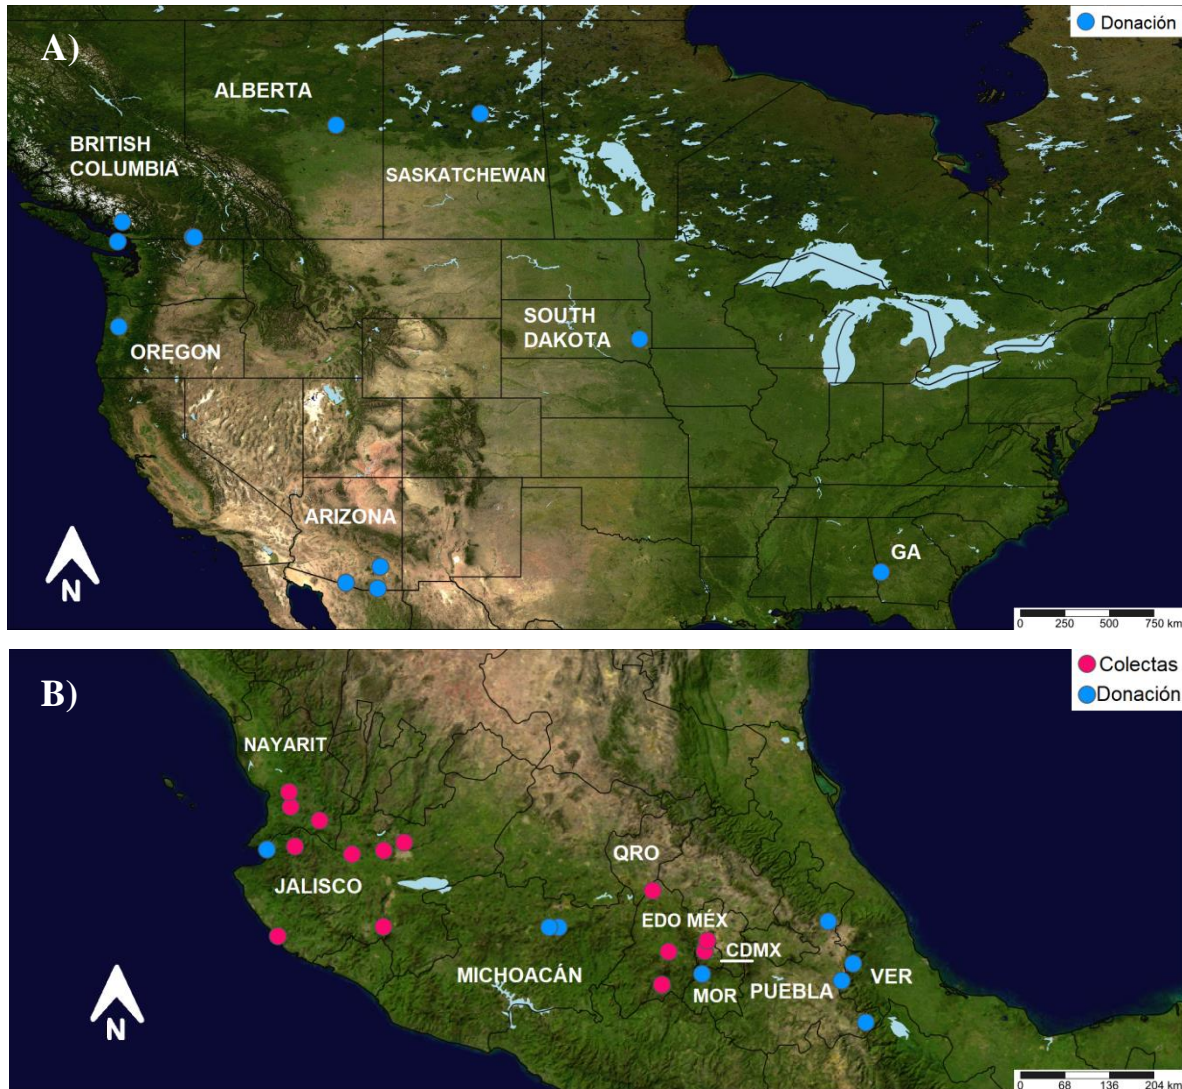 A)
Donación
ALBERTA
BRITISH
COLUMBIA
SASKATCHEWAN
SOUTH
DAKOTA
OREGON
ARIZONA
GA
N
0 250 500 750 km
B)
Colectas
Donación
NAYARIT
QRO
JALISCO
EDO MÉX
CDMX
MICHOACÁN
VER
PUEBLA
MOR
N
0 68 136 204 km